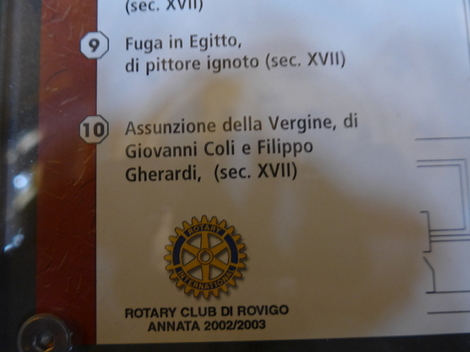 (sec. XVII)
9 Fuga in Egitto,
di pittore ignoto (sec. XVII)
10 Assunzione della Vergine, di
Giovanni Coli e Filippo
Gherardi, (sec. XVII)
ROTARY
INTERNATIONAL
ROTARY CLUB DI ROVIGO
ANNATA 2002/2003